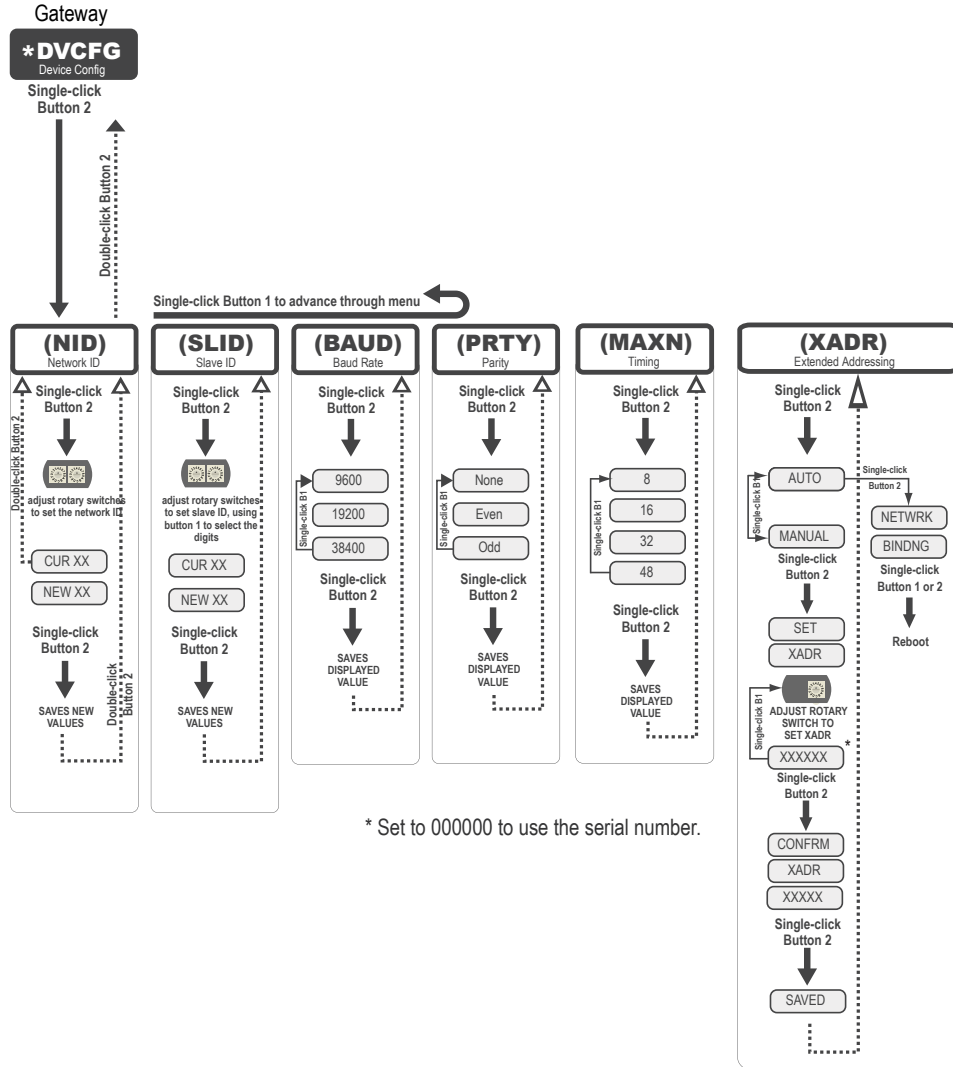 Gateway
*DVCFG
Device Config
Single-click
Button 2
Double-click Button 2
Single-click Button 1 to advance through menu
(NID)
Network ID
Single-click
Button 2
Double-click Button 2
adjust rotary switches
to set the network ID
CUR XX
NEW XX
Single-click
Button 2
SAVES NEW
VALUES
Double-click
Button 2
(SLID)
Slave ID
Single-click
Button 2
adjust rotary switches
to set slave ID, using
button 1 to select the
digits
CUR XX
NEW XX
Single-click
Button 2
SAVES NEW
VALUES
(BAUD)
Baud Rate
Single-click
Button 2
Single-click B1
9600
19200
38400
Single-click
Button 2
SAVES
DISPLAYED
VALUE
(PRTY)
Parity
Single-click
Button 2
Single-click B1
None
Even
Odd
Single-click
Button 2
SAVES
DISPLAYED
VALUE
(MAXN)
Timing
Single-click
Button 2
Single-click B1
8
16
32
48
Single-click
Button 2
SAVES
DISPLAYED
VALUE
(XADR)
Extended Addressing
Single-click
Button 2
Single-click B1
AUTO
Single-click
Button 2
NETWRK
BINDNG
Single-click
Button 1 or 2
Reboot
MANUAL
Single-click
Button 2
SET
XADR
ADJUST ROTARY
SWITCH TO
SET XADR
Single-click B1
XXXXXX *
Single-click
Button 2
CONFRM
XADR
XXXXX
Single-click
Button 2
SAVED
* Set to 000000 to use the serial number.